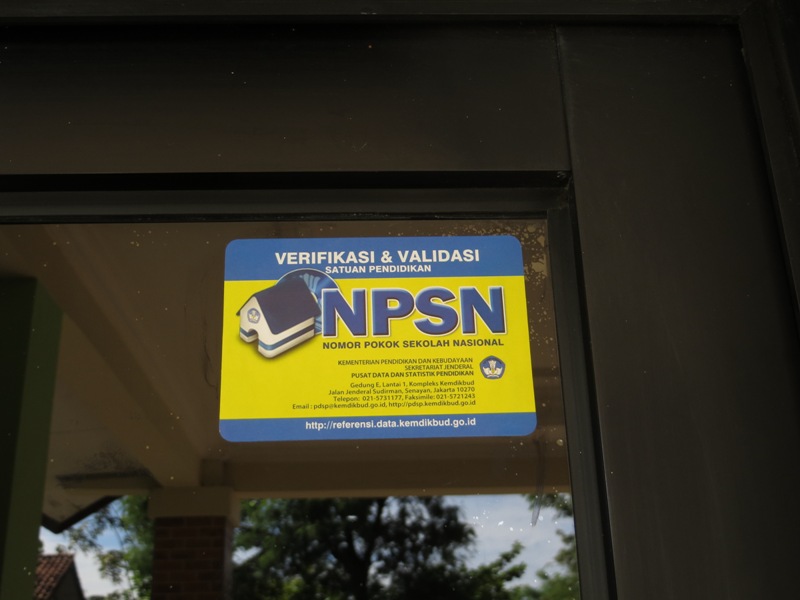 VERIFIKASI & VALIDASI
SATUAN PENDIDIKAN
NPSN
NOMOR POKOK SEKOLAH NASIONAL
KEMENTERIAN PENDIDIKAN DAN KEBUDAYAAN
SEKRETARIAT JENDERAL
PUSAT DATA DAN STATISTIK PENDIDIKAN
Gedung E, Lantai 1, Kompleks Kemdikbud
Jalan Jenderal Sudirman, Senayan, Jakarta 10270
Telepon: 021-5731177, Faksimile: 021-5721243
Email : pdsp@kemdikbud.go.id, http://pdsp.kemdikbud.go.id
http://referensi.data.kemdikbud.go.id